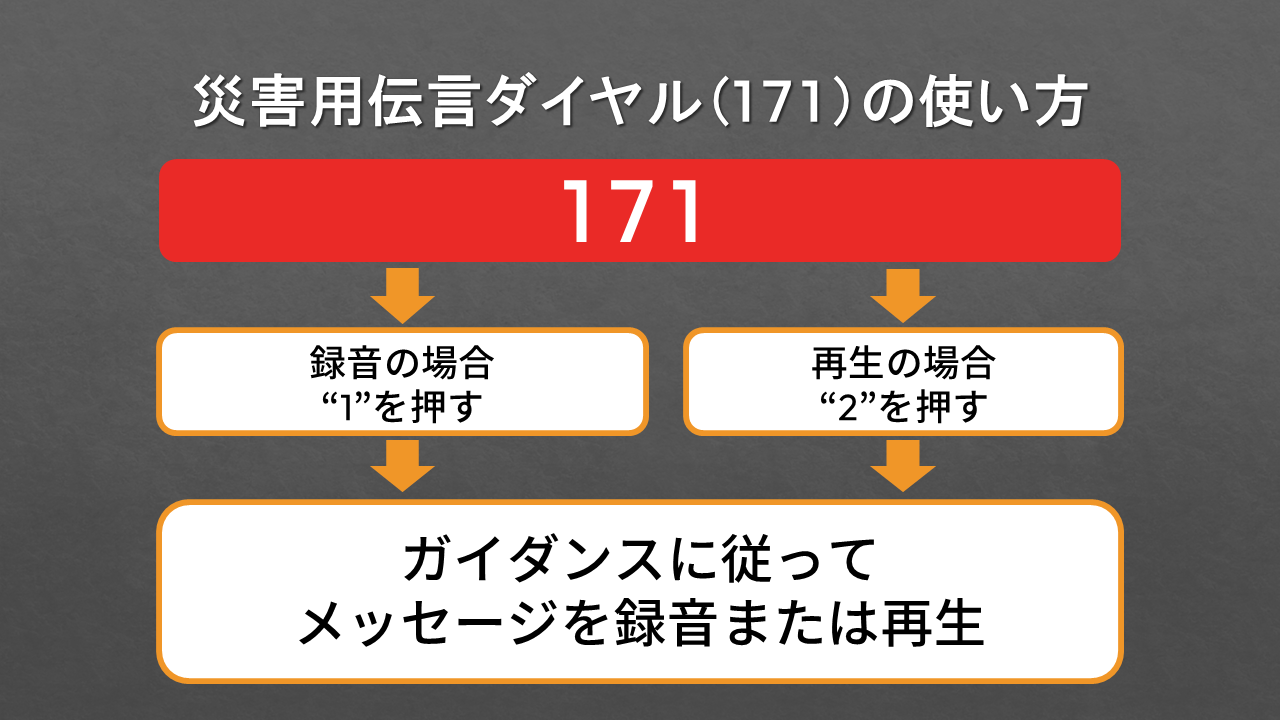 災害用伝言ダイヤル（171）の使い方
171
録音の場合
“1”を押す
再生の場合
“2”を押す
ガイダンスに従って
メッセージを録音または再生